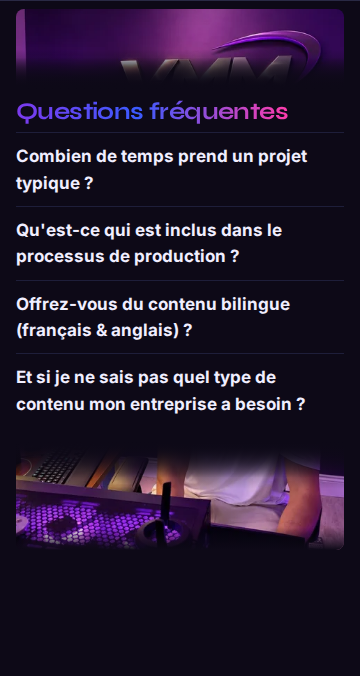 Questions fréquentes
Combien de temps prend un projet
typique ?
Qu'est-ce qui est inclus dans le
processus de production ?
Offrez-vous du contenu bilingue
(français & anglais) ?
Et si je ne sais pas quel type de
contenu mon entreprise a besoin ?